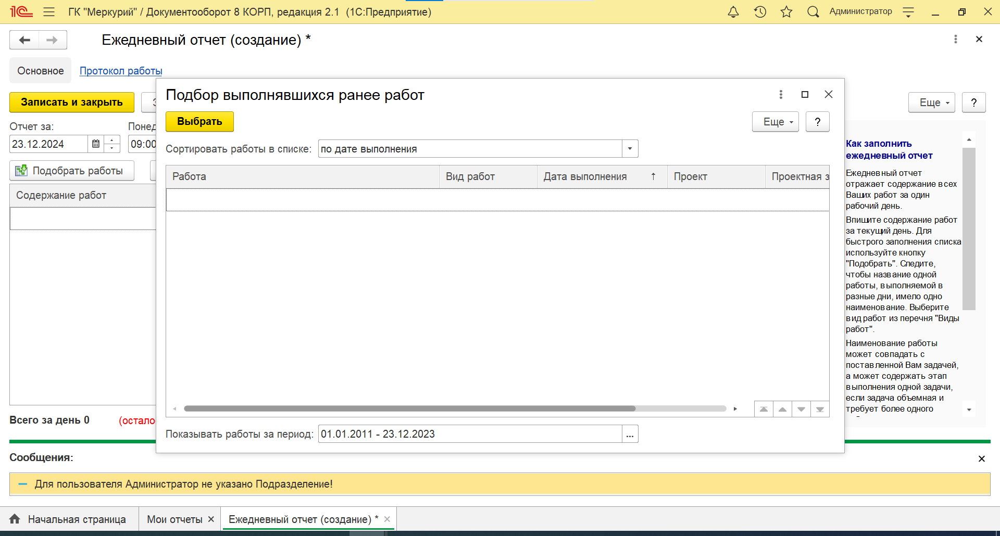 1С ГК "Меркурий" / Документооборот 8 КОРП, редакция 2.1 (1С:Предприятие) Администратор
Ежедневный отчет (создание) *
Основное Протокол работы
Записать и закрыть
Еще ?
Отчет за: Понед
23.12.2024 09:00
Подобрать работы
Содержание работ
Всего за день 0 (остало
Подбор выполнявшихся ранее работ
Выбрать Еще ?
Сортировать работы в списке: по дате выполнения
Работа Вид работ Дата выполнения ↑ Проект Проектная з
Показывать работы за период: 01.01.2011 - 23.12.2023 ...
Как заполнить
ежедневный отчет
Ежедневный отчет
отражает содержание всех
Ваших работ за один
рабочий день.
Впишите содержание работ
за текущий день. Для
быстрого заполнения списка
используйте кнопку
"Подобрать". Следите,
чтобы название одной
работы, выполняемой в
разные дни, имело одно
наименование. Выберите
вид работ из перечня "Виды
работ".
Наименование работы
может совпадать с
поставленной Вам задачей,
а может содержать этап
выполнения одной задачи,
если задача объемная и
требует более одного
Сообщения:
Для пользователя Администратор не указано Подразделение!
Начальная страница Мои отчеты Ежедневный отчет (создание) *